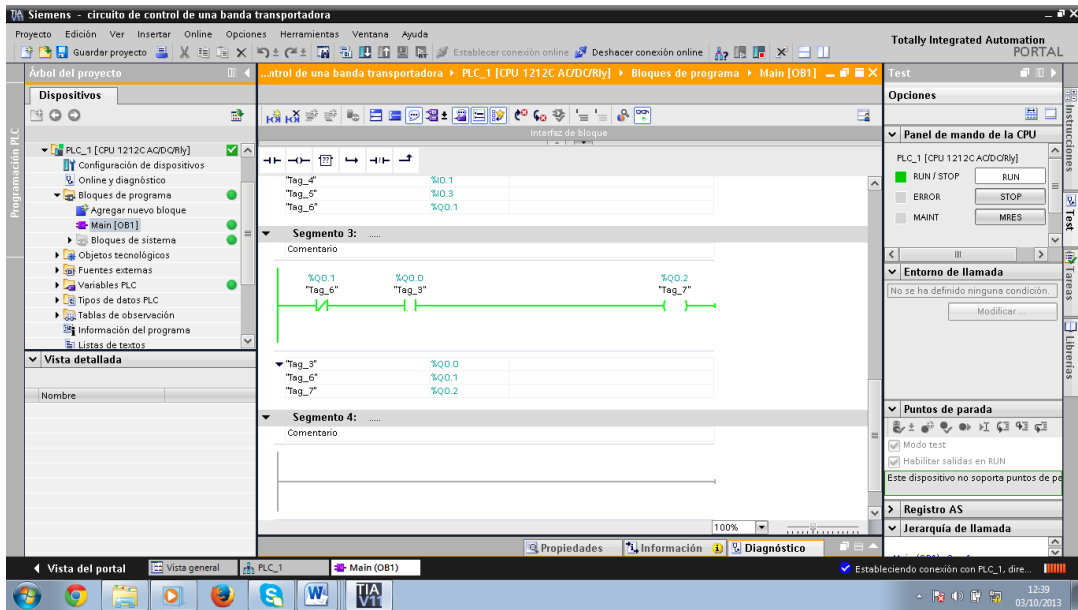 Siemens - circuito de control de una banda transportadora
Proyecto Edición Ver Insertar Online Opciones Herramientas Ventana Ayuda
Guardar proyecto Establecer conexión online Deshacer conexión online
Totally Integrated Automation
PORTAL
Árbol del proyecto
...ntrol de una banda transportadora PLC_1 [CPU 1212C AC/DC/Rly] Bloques de programa Main [OB1]
Test
Dispositivos
Opciones
Programación PLC
Interfaz de bloque
PLC_1 [CPU 1212C AC/DC/Rly]
Configuración de dispositivos
Online y diagnóstico
Bloques de programa
Agregar nuevo bloque
Main [OB1]
Bloques de sistema
Objetos tecnológicos
Fuentes externas
Variables PLC
Tipos de datos PLC
Tablas de observación
Información del programa
Listas de textos
Vista detallada
Nombre
"Tag_4" %I0.1
"Tag_5" %I0.3
"Tag_6" %Q0.1
Segmento 3: .....
Comentario
%Q0.1 %Q0.0 %Q0.2
"Tag_6" "Tag_3" "Tag_7"
"Tag_3" %Q0.0
"Tag_6" %Q0.1
"Tag_7" %Q0.2
Segmento 4: .....
Comentario
100%
Panel de mando de la CPU
PLC_1 [CPU 1212C AC/DC/Rly]
RUN / STOP RUN
ERROR STOP
MAINT MRES
Entorno de llamada
No se ha definido ninguna condición.
Modificar ...
Puntos de parada
Modo test
Habilitar salidas en RUN
Este dispositivo no soporta puntos de pa
Registro AS
Jerarquía de llamada
Instrucciones
Test
Tareas
Librerías
Propiedades Información Diagnóstico
Vista del portal Vista general PLC_1 Main (OB1)
Estableciendo conexión con PLC_1, dire...
TIA
V11
12:39
03/10/2013